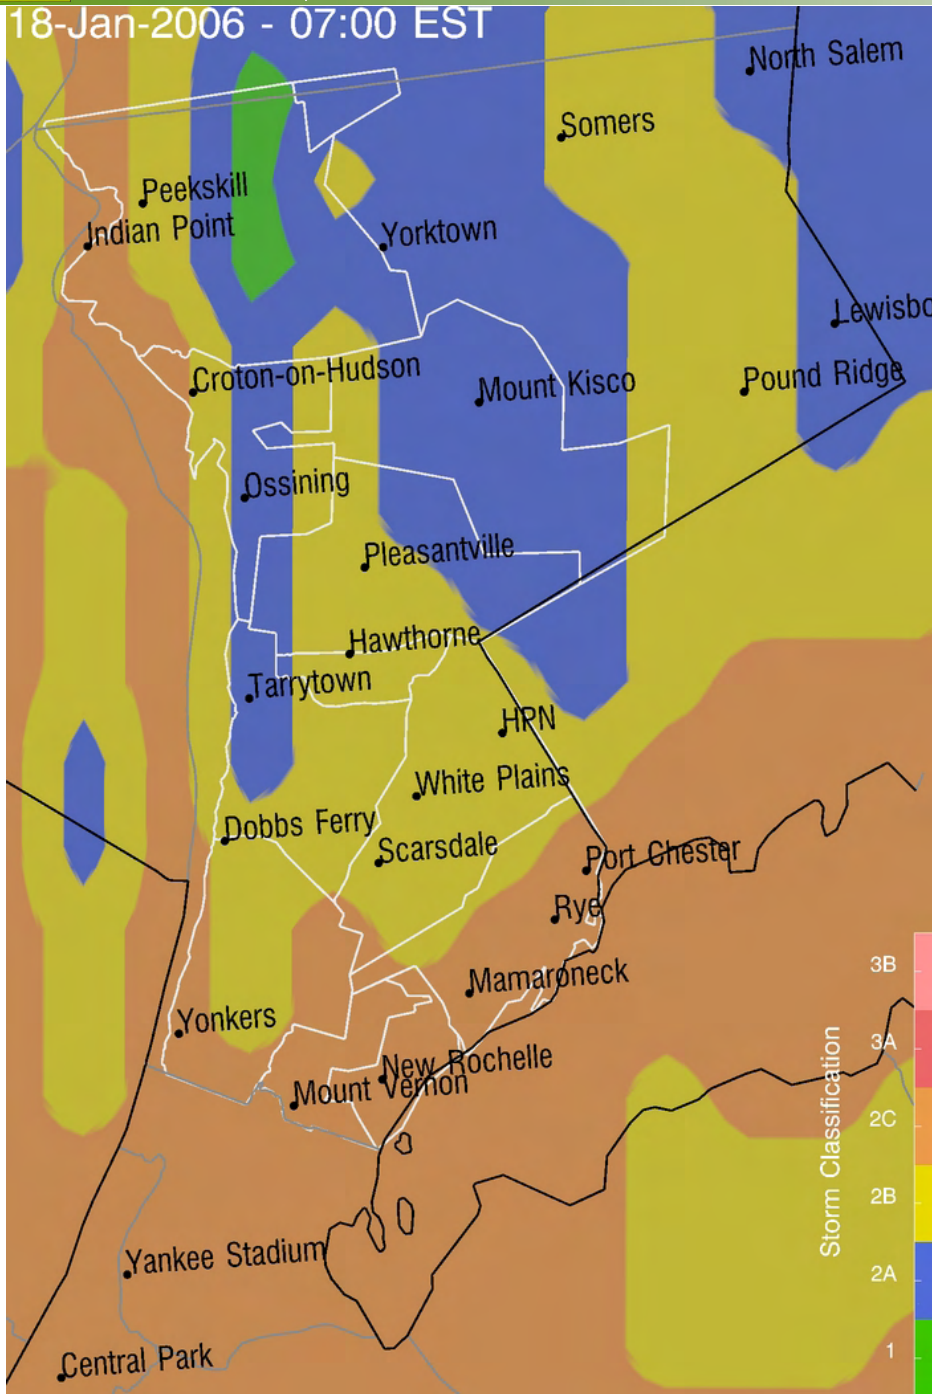 18-Jan-2006 - 07:00 EST
North Salem
Somers
Peekskill
Indian Point
Yorktown
Croton-on-Hudson
Mount Kisco
Pound Ridge
Ossining
Pleasantville
Hawthorne
Tarrytown
HPN
White Plains
Dobbs Ferry
Scarsdale
Port Chester
Rye
Mamaroneck
Yonkers
New Rochelle
Mount Vernon
Yankee Stadium
Central Park
Lewisbo
Storm Classification
3B
3A
2C
2B
2A
1